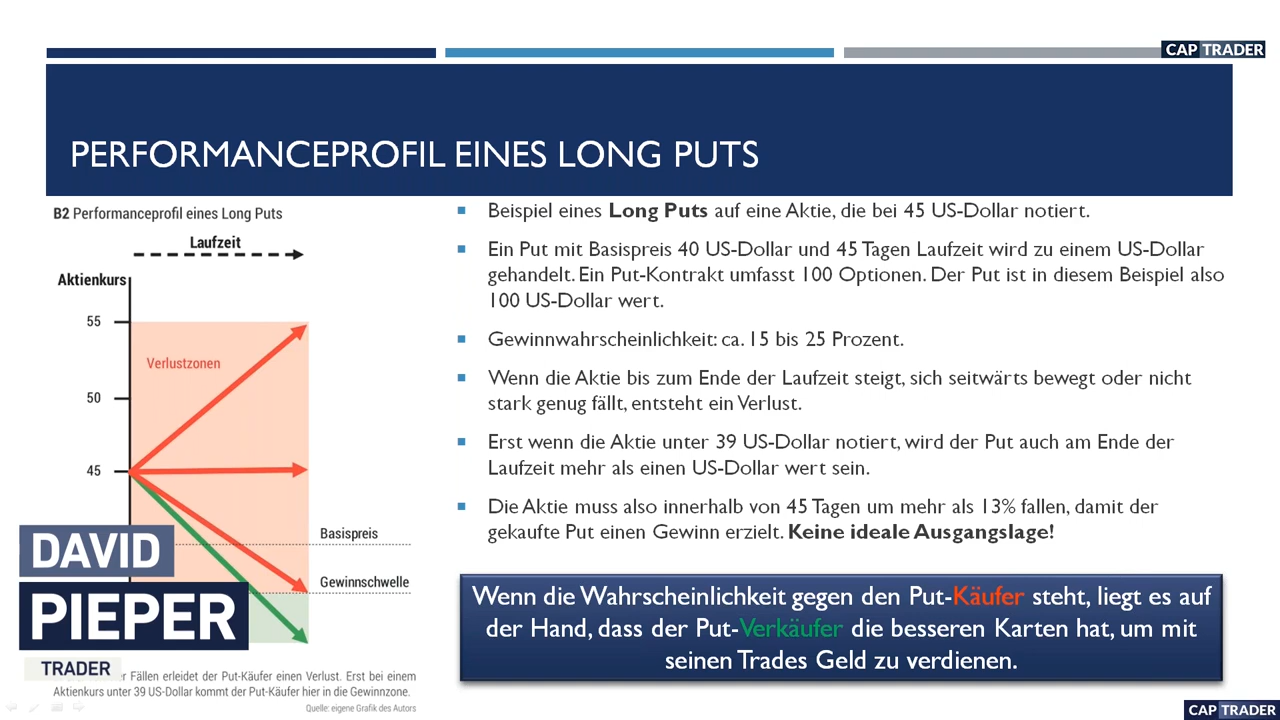 CAP TRADER
PERFORMANCEPROFIL EINES LONG PUTS
B2 Performanceprofil eines Long Puts
Laufzeit
Aktienkurs
55
Verlustzonen
50
45
Basispreis
Gewinnschwelle
DAVID
PIEPER
TRADER
r Fällen erleidet der Put-Käufer einen Verlust. Erst bei einem
Aktienkurs unter 39 US-Dollar kommt der Put-Käufer hier in die Gewinnzone.
Quelle: eigene Grafik des Autors
Beispiel eines Long Puts auf eine Aktie, die bei 45 US-Dollar notiert.
Ein Put mit Basispreis 40 US-Dollar und 45 Tagen Laufzeit wird zu einem US-Dollar
gehandelt. Ein Put-Kontrakt umfasst 100 Optionen. Der Put ist in diesem Beispiel also
100 US-Dollar wert.
Gewinnwahrscheinlichkeit: ca. 15 bis 25 Prozent.
Wenn die Aktie bis zum Ende der Laufzeit steigt, sich seitwärts bewegt oder nicht
stark genug fällt, entsteht ein Verlust.
Erst wenn die Aktie unter 39 US-Dollar notiert, wird der Put auch am Ende der
Laufzeit mehr als einen US-Dollar wert sein.
Die Aktie muss also innerhalb von 45 Tagen um mehr als 13% fallen, damit der
gekaufte Put einen Gewinn erzielt. Keine ideale Ausgangslage!
Wenn die Wahrscheinlichkeit gegen den Put-Käufer steht, liegt es auf
der Hand, dass der Put-Verkäufer die besseren Karten hat, um mit
seinen Trades Geld zu verdienen.
CAP TRADER